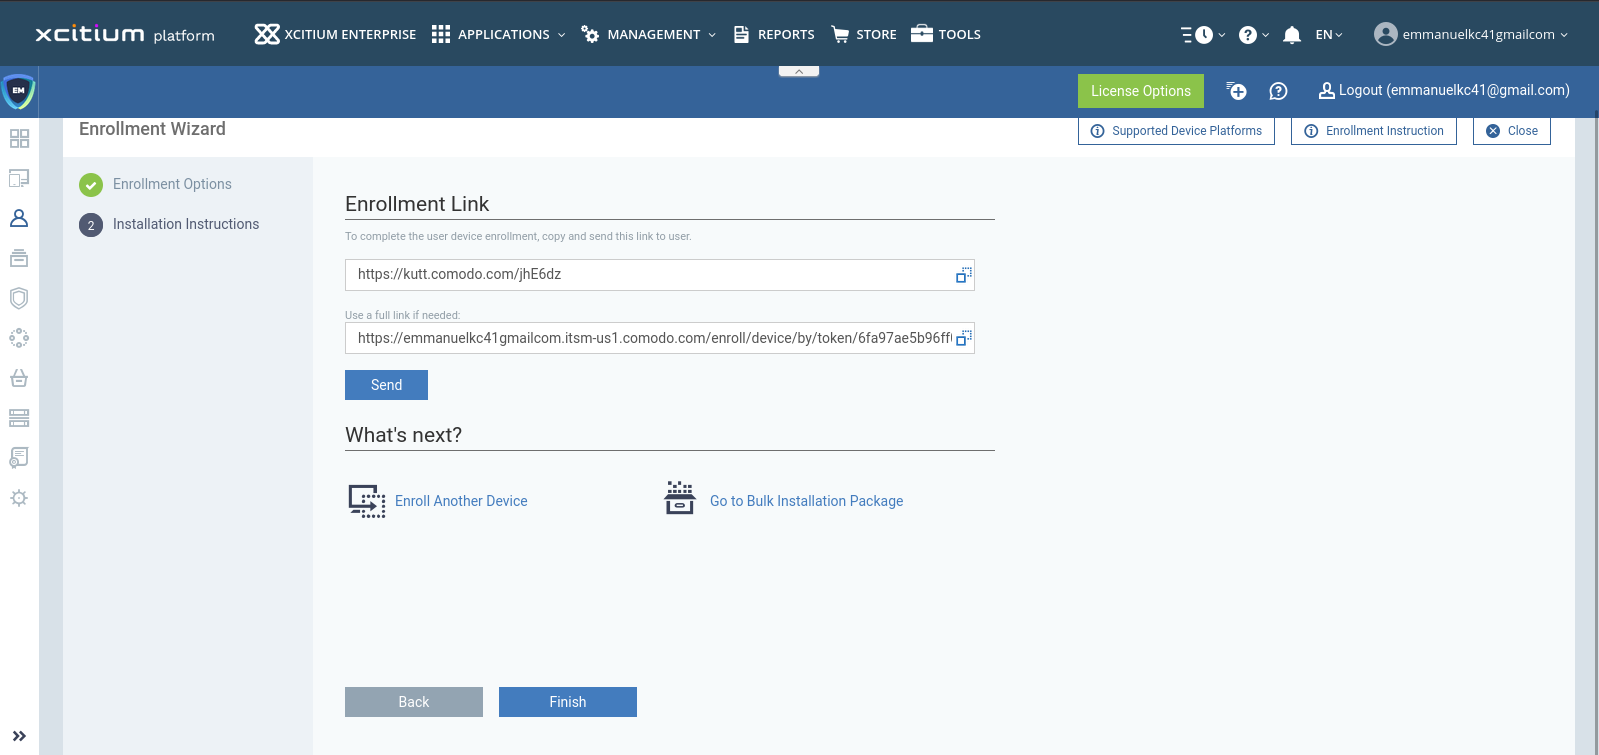 xcitium platform XCITIUM ENTERPRISE APPLICATIONS MANAGEMENT REPORTS STORE TOOLS EN emmanuelkc41gmailcom
EM License Options Logout (emmanuelkc41@gmail.com)
Enrollment Wizard Supported Device Platforms Enrollment Instruction Close
Enrollment Options
2 Installation Instructions
Enrollment Link
To complete the user device enrollment, copy and send this link to user.
https://kutt.comodo.com/jhE6dz
Use a full link if needed:
https://emmanuelkc41gmailcom.itsm-us1.comodo.com/enroll/device/by/token/6fa97ae5b96ff
Send
What's next?
Enroll Another Device Go to Bulk Installation Package
Back Finish